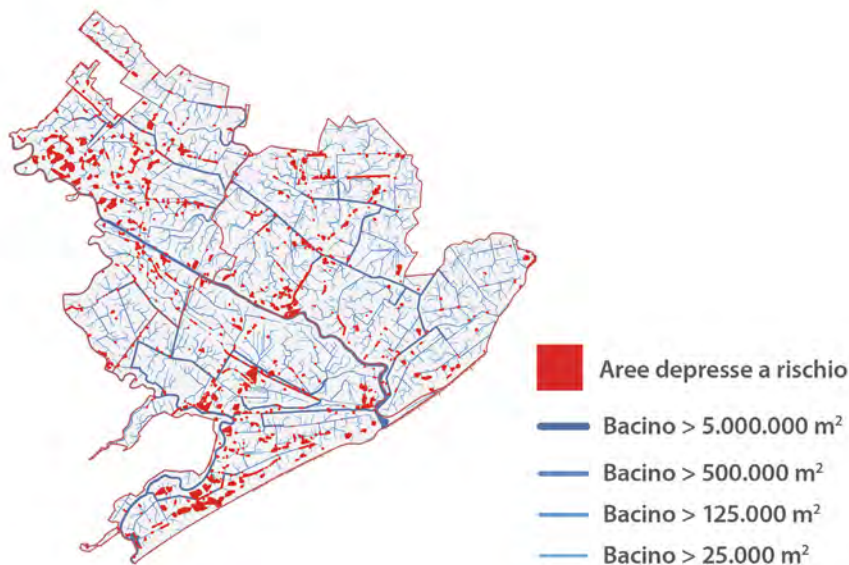 Aree depresse a rischio
Bacino > 5.000.000 m²
Bacino > 500.000 m²
Bacino > 125.000 m²
Bacino > 25.000 m²